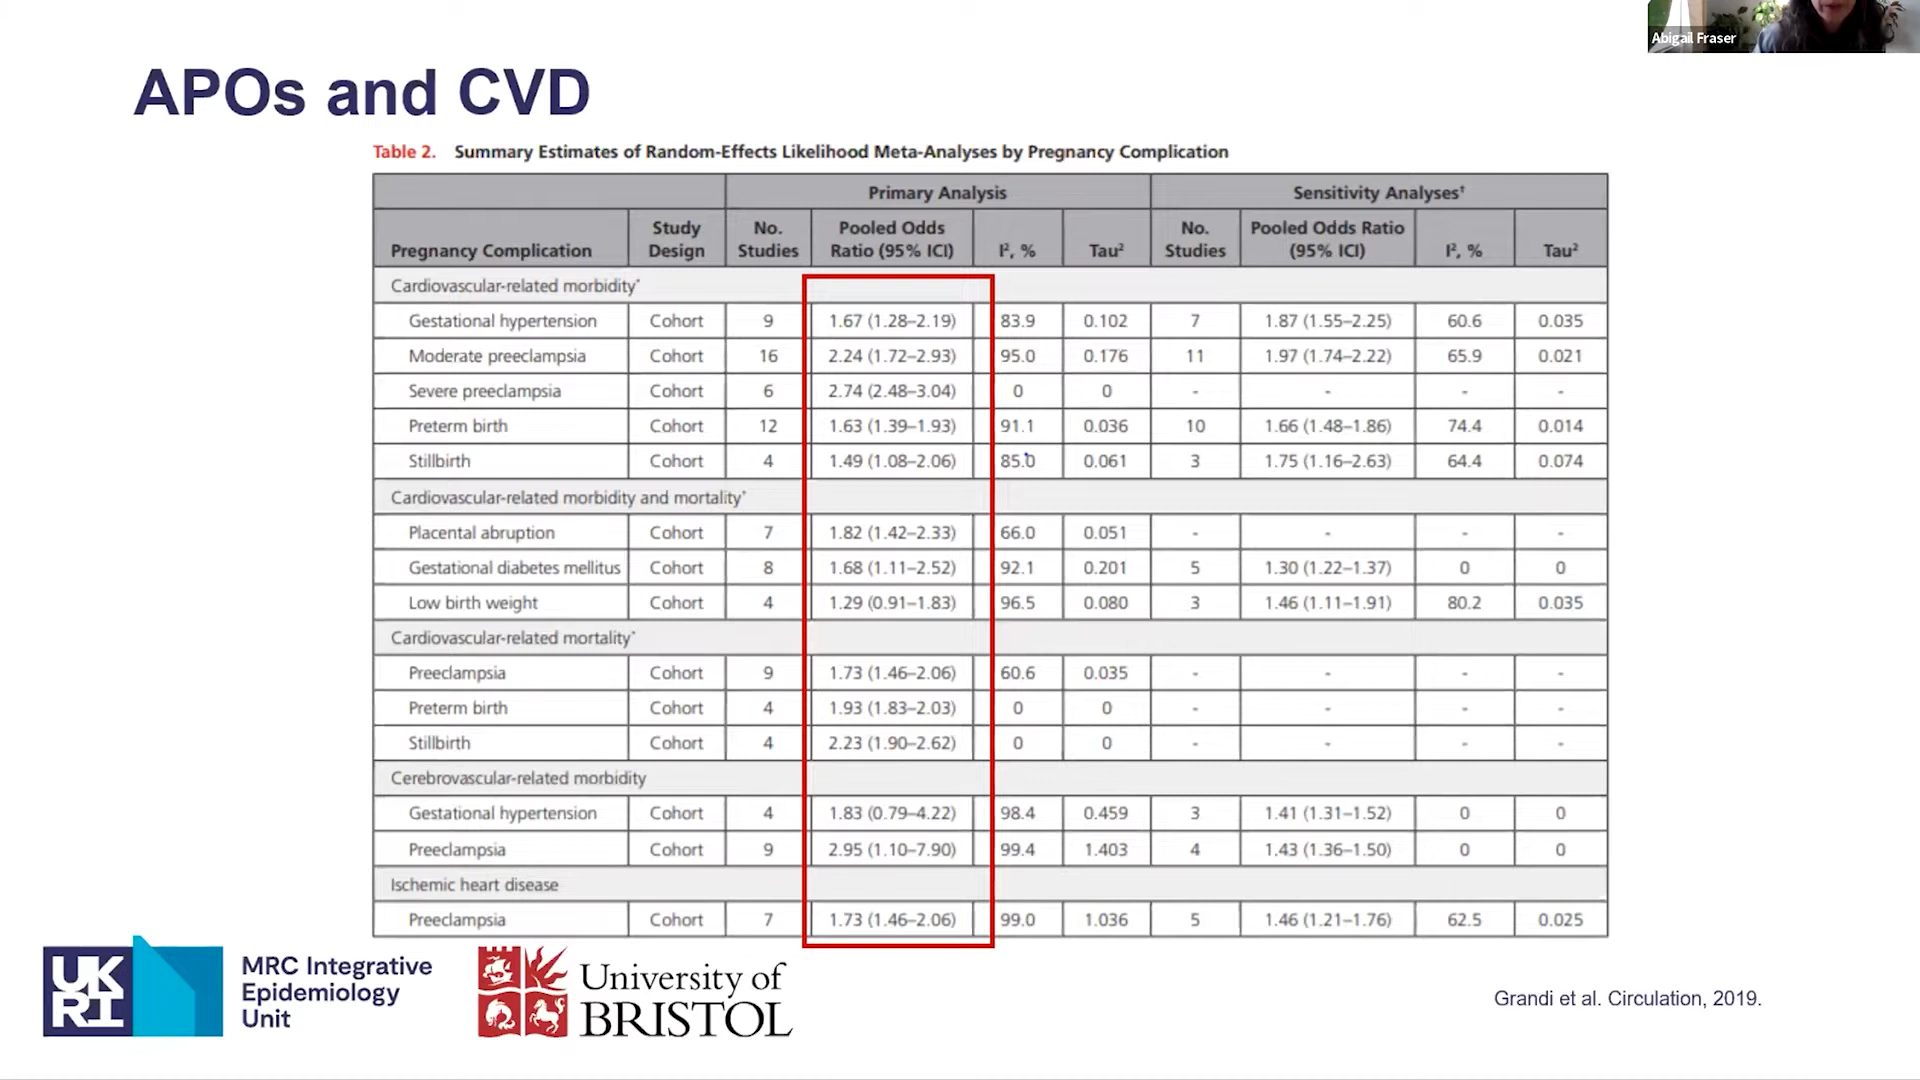 Abigail Fraser
APOs and CVD
Table 2. Summary Estimates of Random-Effects Likelihood Meta-Analyses by Pregnancy Complication
Primary Analysis Sensitivity Analyses†
Pregnancy Complication Study Design No. Studies Pooled Odds Ratio (95% ICI) I², % Tau² No. Studies Pooled Odds Ratio (95% ICI) I², % Tau²
Cardiovascular-related morbidity*
Gestational hypertension Cohort 9 1.67 (1.28–2.19) 83.9 0.102 7 1.87 (1.55–2.25) 60.6 0.035
Moderate preeclampsia Cohort 16 2.24 (1.72–2.93) 95.0 0.176 11 1.97 (1.74–2.22) 65.9 0.021
Severe preeclampsia Cohort 6 2.74 (2.48–3.04) 0 0 - - - -
Preterm birth Cohort 12 1.63 (1.39–1.93) 91.1 0.036 10 1.66 (1.48–1.86) 74.4 0.014
Stillbirth Cohort 4 1.49 (1.08–2.06) 85.0 0.061 3 1.75 (1.16–2.63) 64.4 0.074
Cardiovascular-related morbidity and mortality*
Placental abruption Cohort 7 1.82 (1.42–2.33) 66.0 0.051 - - - -
Gestational diabetes mellitus Cohort 8 1.68 (1.11–2.52) 92.1 0.201 5 1.30 (1.22–1.37) 0 0
Low birth weight Cohort 4 1.29 (0.91–1.83) 96.5 0.080 3 1.46 (1.11–1.91) 80.2 0.035
Cardiovascular-related mortality*
Preeclampsia Cohort 9 1.73 (1.46–2.06) 60.6 0.035 - - - -
Preterm birth Cohort 4 1.93 (1.83–2.03) 0 0 - - - -
Stillbirth Cohort 4 2.23 (1.90–2.62) 0 0 - - - -
Cerebrovascular-related morbidity
Gestational hypertension Cohort 4 1.83 (0.79–4.22) 98.4 0.459 3 1.41 (1.31–1.52) 0 0
Preeclampsia Cohort 9 2.95 (1.10–7.90) 99.4 1.403 4 1.43 (1.36–1.50) 0 0
Ischemic heart disease
Preeclampsia Cohort 7 1.73 (1.46–2.06) 99.0 1.036 5 1.46 (1.21–1.76) 62.5 0.025
UK
RI
MRC Integrative
Epidemiology
Unit
University of
BRISTOL
Grandi et al. Circulation, 2019.